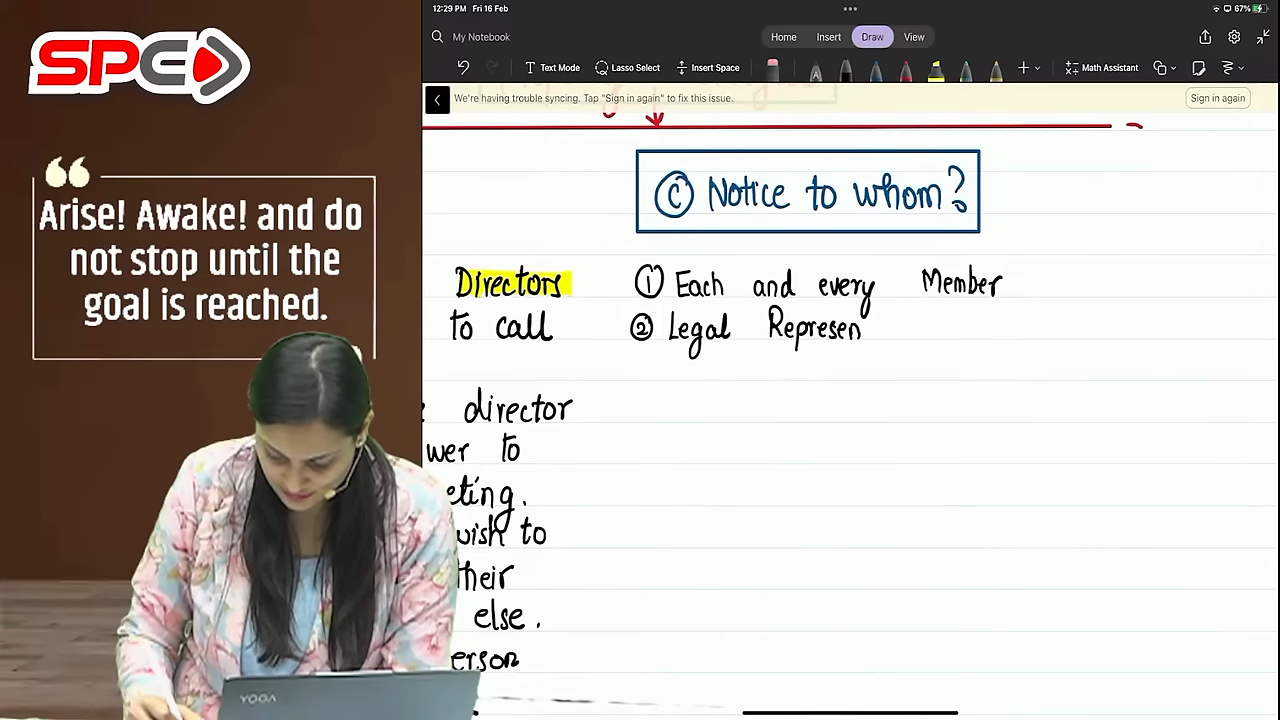 12:29 PM Fri 16 Feb
67%
SPC
My Notebook
Home Insert Draw View
Text Mode Lasso Select Insert Space Math Assistant
We're having trouble syncing. Tap "Sign in again" to fix this issue.
Sign in again
Arise! Awake! and do
not stop until the
goal is reached.
C Notice to whom?
Directors
to call
director
wer to
eting.
wish to
their
else.
erson
1 Each and every Member
2 Legal Represen
YOGA